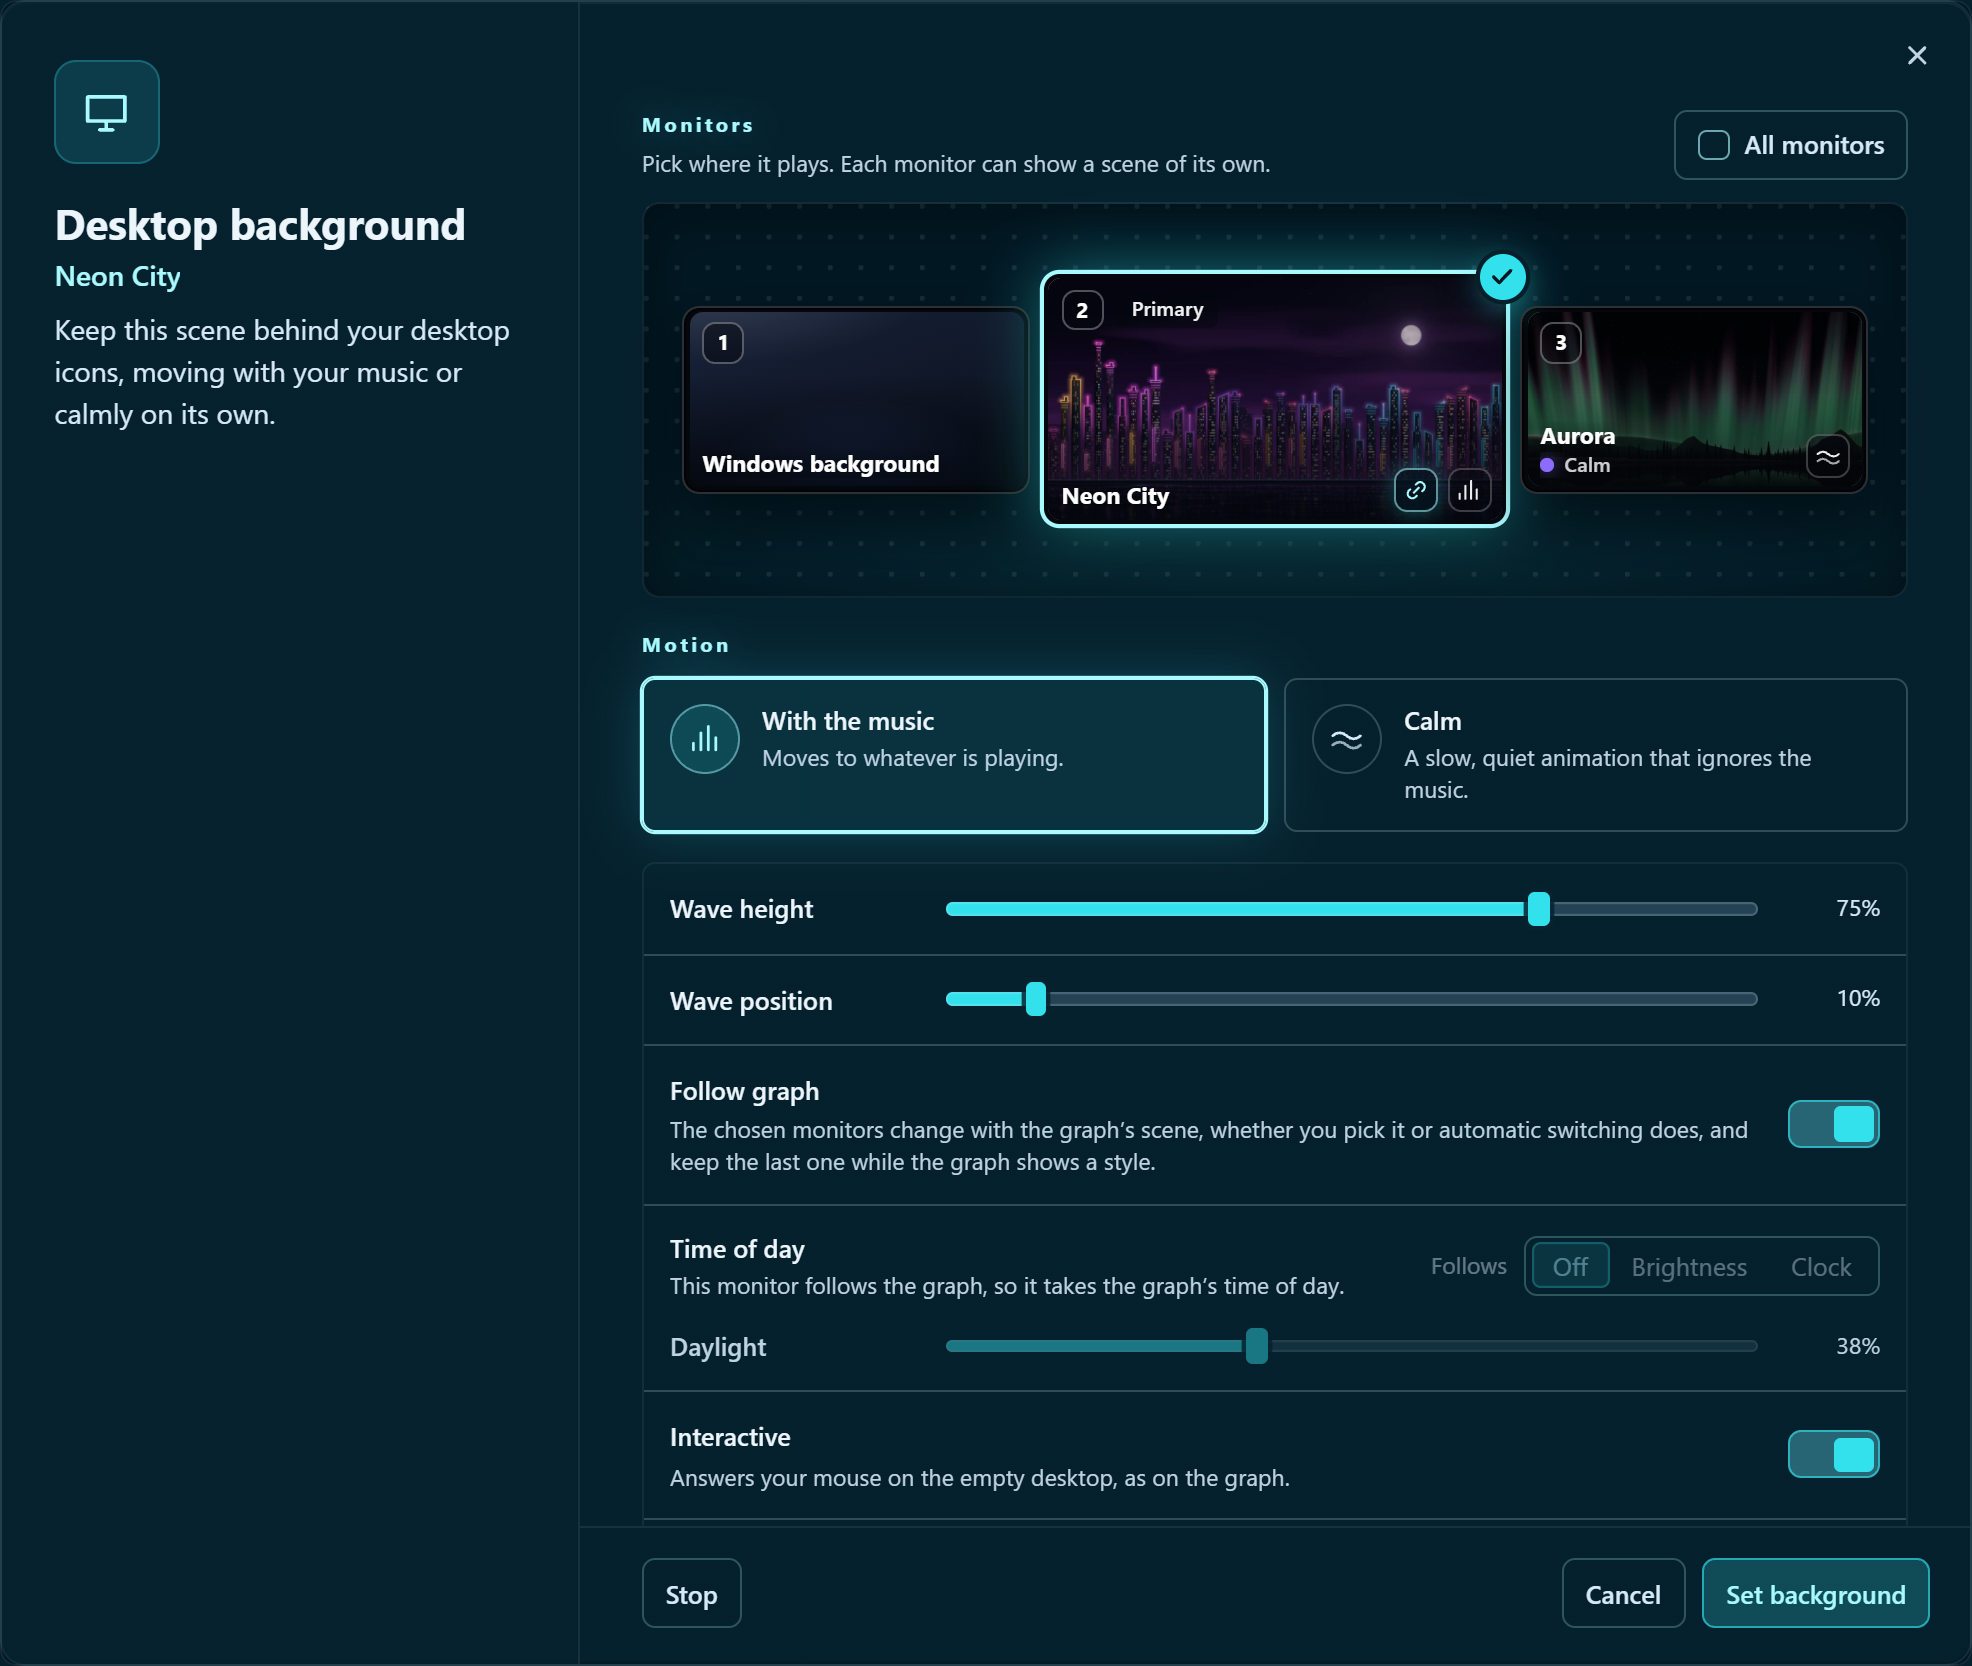 Desktop background
Neon City
Keep this scene behind your desktop
icons, moving with your music or
calmly on its own.
Monitors
Pick where it plays. Each monitor can show a scene of its own.
All monitors
1
Windows background
2
Primary
Neon City
3
Aurora
Calm
Motion
With the music
Moves to whatever is playing.
Calm
A slow, quiet animation that ignores the
music.
Wave height
75%
Wave position
10%
Follow graph
The chosen monitors change with the graph’s scene, whether you pick it or automatic switching does, and
keep the last one while the graph shows a style.
Time of day
This monitor follows the graph, so it takes the graph’s time of day.
Follows
Off
Brightness
Clock
Daylight
38%
Interactive
Answers your mouse on the empty desktop, as on the graph.
Stop
Cancel
Set background